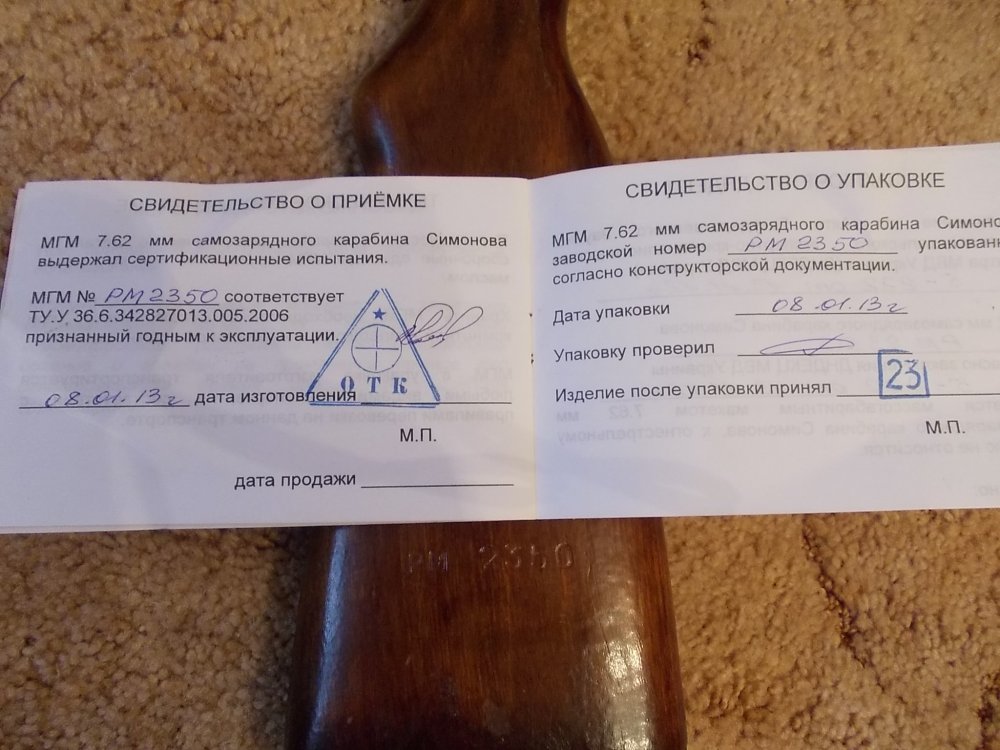 СВИДЕТЕЛЬСТВО О ПРИЁМКЕ
МГМ 7.62 мм самозарядного карабина Симонова
выдержал сертификационные испытания.
МГМ № РМ 2350 соответствует
ТУ.У 36.6.342827013.005.2006
признанный годным к эксплуатации.
ОТК
08.01.13г дата изготовления
М.П.
дата продажи
СВИДЕТЕЛЬСТВО О УПАКОВКЕ
МГМ 7.62 мм самозарядного карабина Симоно
заводской номер РМ 2350 упакован
согласно конструкторской документации.
Дата упаковки 08.01.13г
Упаковку проверил
23
Изделие после упаковки принял
М.П.
РМ 2350